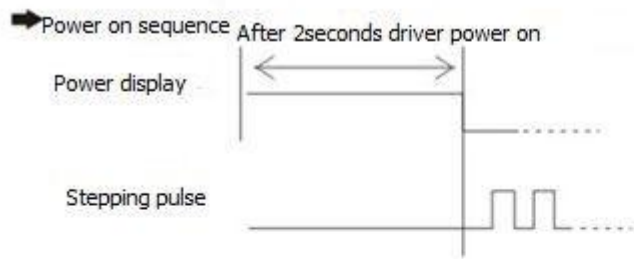 Power on sequence
After 2seconds driver power on
Power display
Stepping pulse